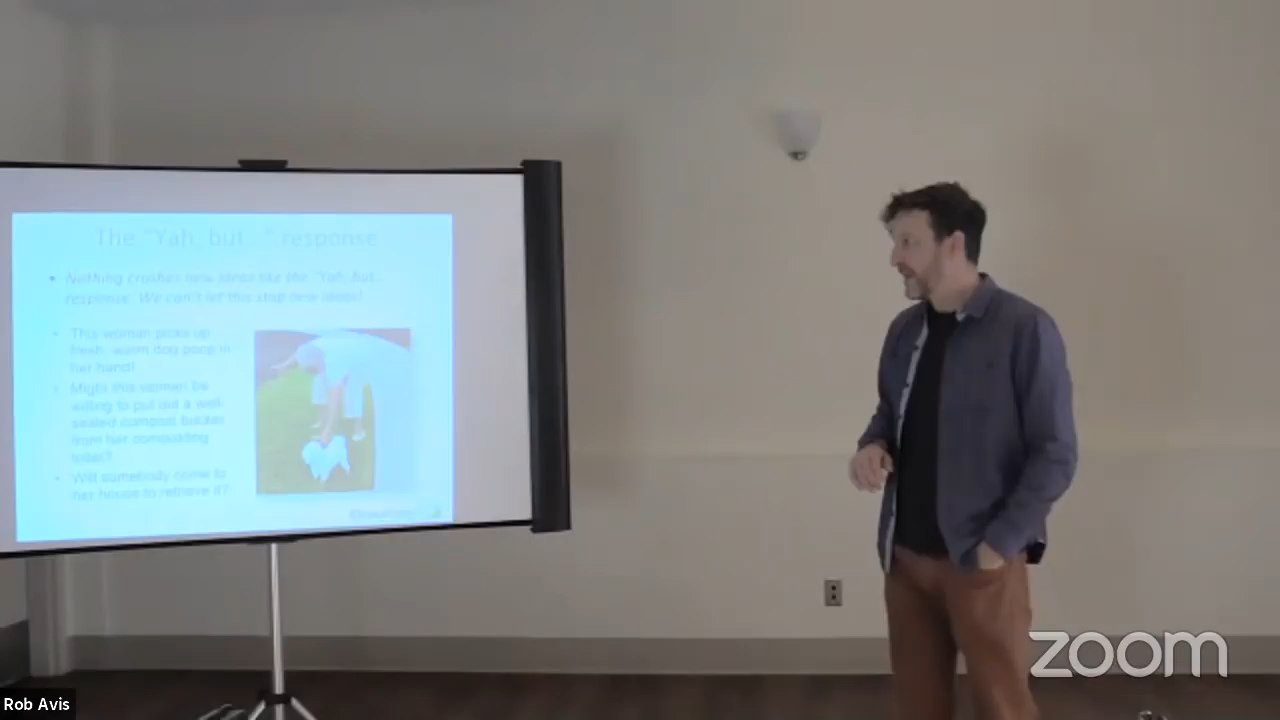 The "Yah, but..." response
• Nothing crushes new ideas like the "Yah, but...
response. We can't let this stop new ideas!
• This woman picks up
fresh, warm dog poop in
her hand!
• Might this women be
willing to put out a well-
sealed compost bucket
from her composting
toilet?
• Will somebody come to
her house to retrieve it?
zoom
Rob Avis